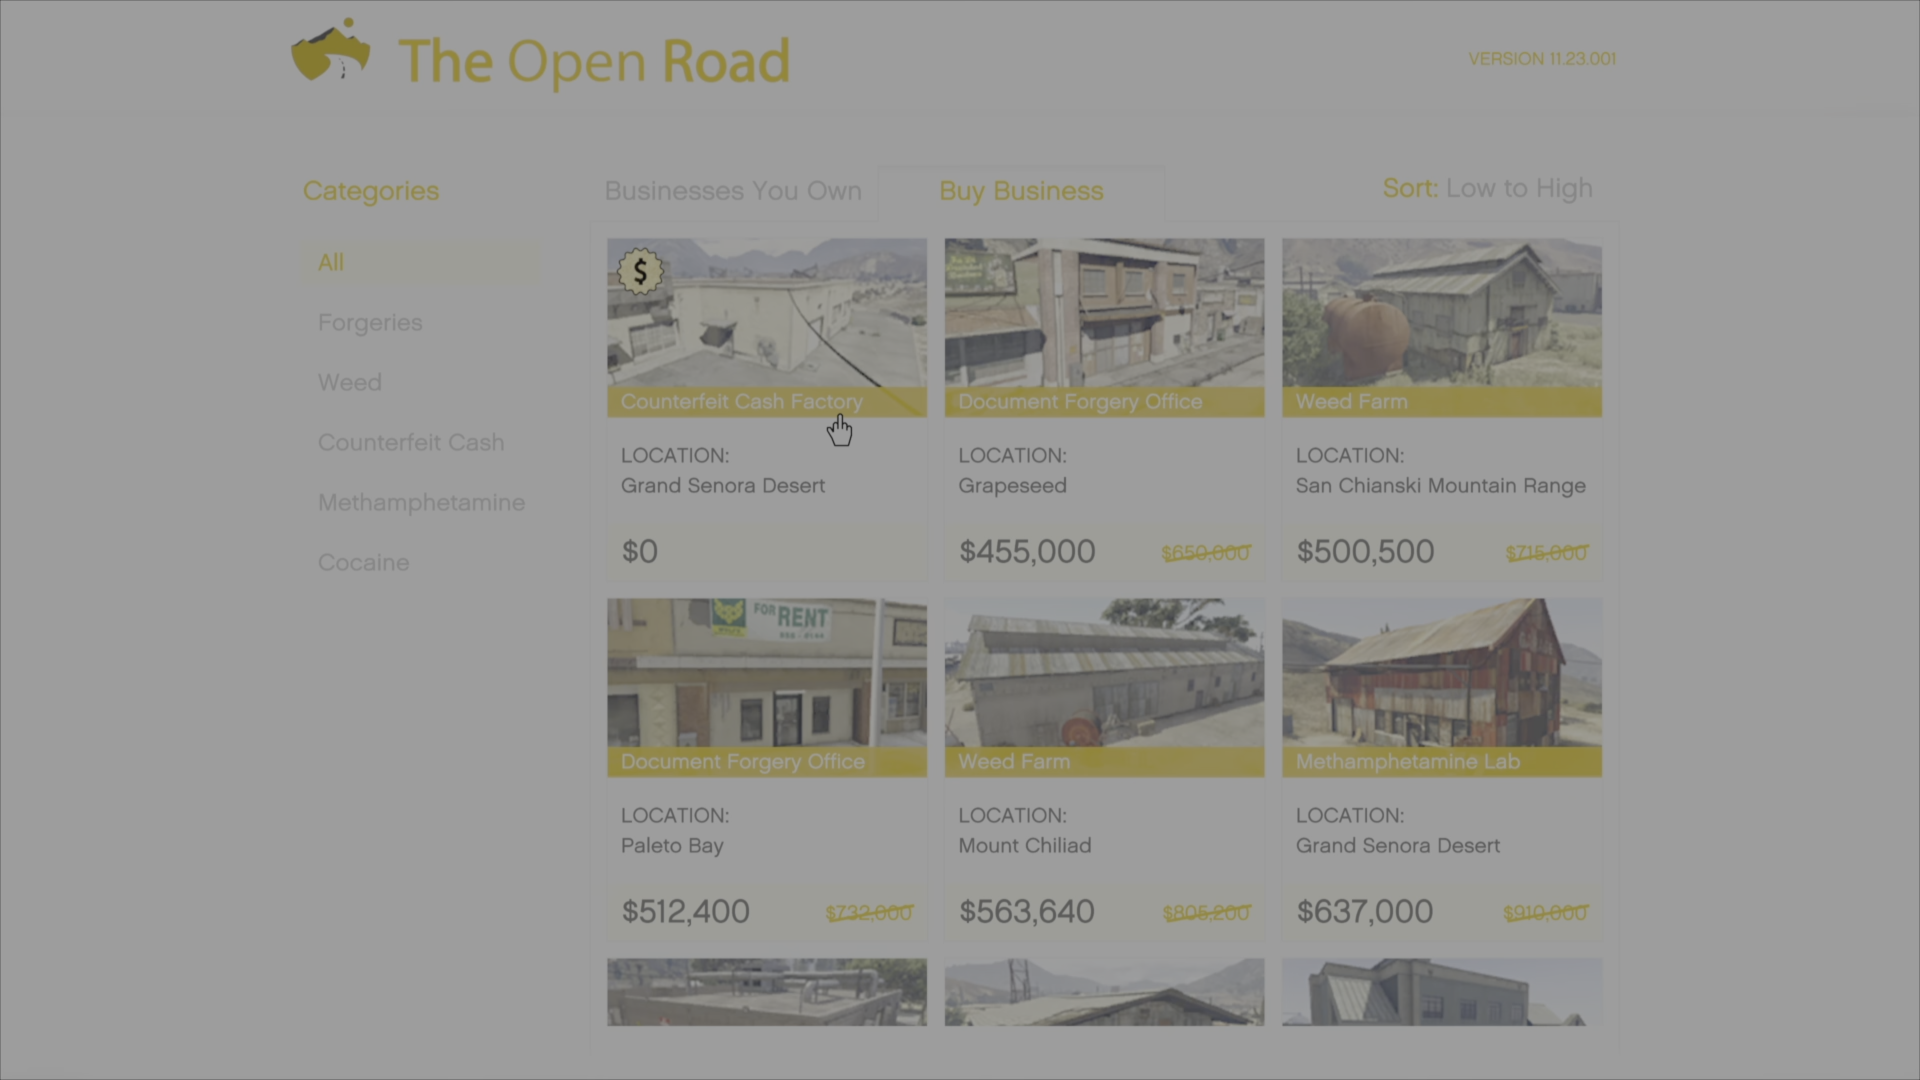 The Open Road
VERSION 11.23.001
Categories
All
Forgeries
Weed
Counterfeit Cash
Methamphetamine
Cocaine
Businesses You Own
Buy Business
Sort: Low to High
$
Counterfeit Cash Factory
LOCATION:
Grand Senora Desert
$0
Document Forgery Office
LOCATION:
Grapeseed
$455,000 $650,000
Weed Farm
LOCATION:
San Chianski Mountain Range
$500,500 $715,000
FOR RENT
Document Forgery Office
LOCATION:
Paleto Bay
$512,400 $732,000
Weed Farm
LOCATION:
Mount Chiliad
$563,640 $805,200
Methamphetamine Lab
LOCATION:
Grand Senora Desert
$637,000 $910,000